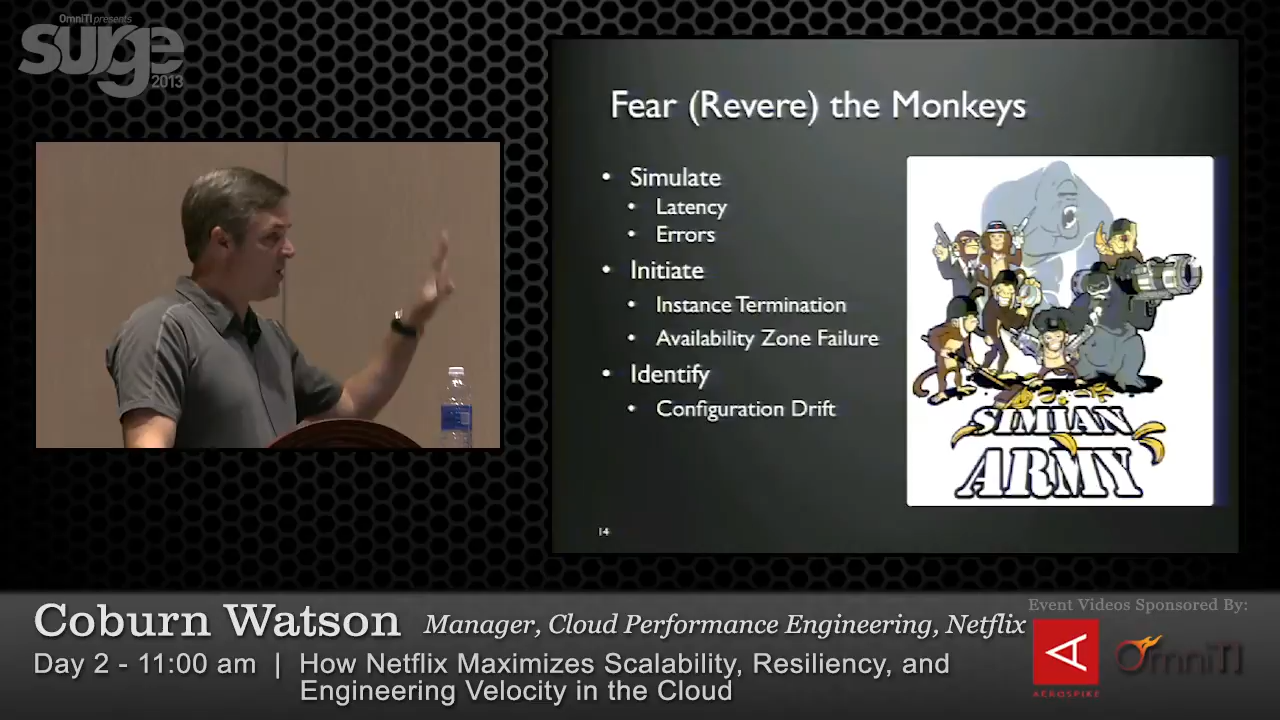 OmniTI presents
surge
2013
Fear (Revere) the Monkeys
• Simulate
• Latency
• Errors
• Initiate
• Instance Termination
• Availability Zone Failure
• Identify
• Configuration Drift
SIMIAN
ARMY
14
Coburn Watson Manager, Cloud Performance Engineering, Netflix
Day 2 - 11:00 am | How Netflix Maximizes Scalability, Resiliency, and
Engineering Velocity in the Cloud
Event Videos Sponsored By:
AEROSPIKE
OmniTI